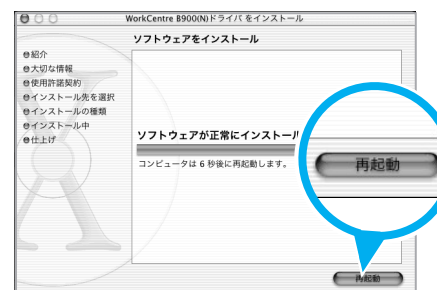 WorkCentre B900(N)ドライバ をインストール
ソフトウェアをインストール
紹介
大切な情報
使用許諾契約
インストール先を選択
インストールの種類
インストール中
仕上げ
ソフトウェアが正常にインストー
コンピュータは 6 秒後に再起動します。
再起動
再起動